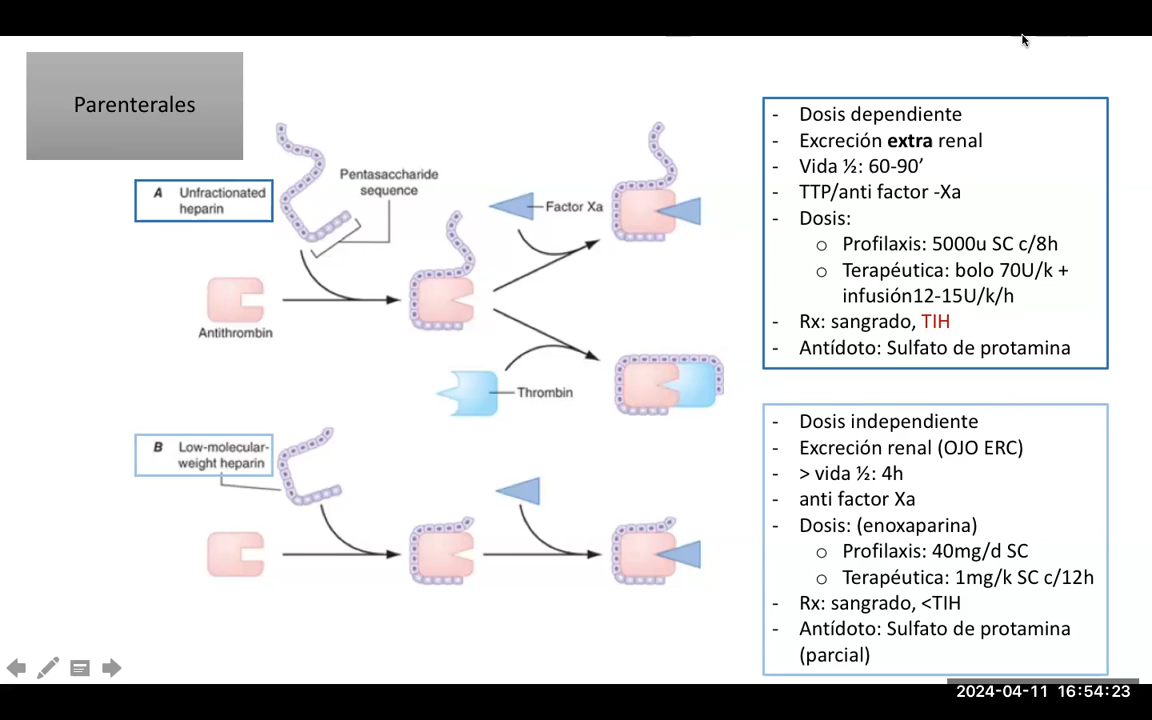 Parenterales
A Unfractionated
heparin
Pentasaccharide
sequence
Factor Xa
Antithrombin
Thrombin
B Low-molecular-
weight heparin
- Dosis dependiente
- Excreción extra renal
- Vida ½: 60-90’
- TTP/anti factor -Xa
- Dosis:
o Profilaxis: 5000u SC c/8h
o Terapéutica: bolo 70U/k +
infusión12-15U/k/h
- Rx: sangrado, TIH
- Antídoto: Sulfato de protamina
- Dosis independiente
- Excreción renal (OJO ERC)
- > vida ½: 4h
- anti factor Xa
- Dosis: (enoxaparina)
o Profilaxis: 40mg/d SC
o Terapéutica: 1mg/k SC c/12h
- Rx: sangrado, <TIH
- Antídoto: Sulfato de protamina
(parcial)
2024-04-11 16:54:23